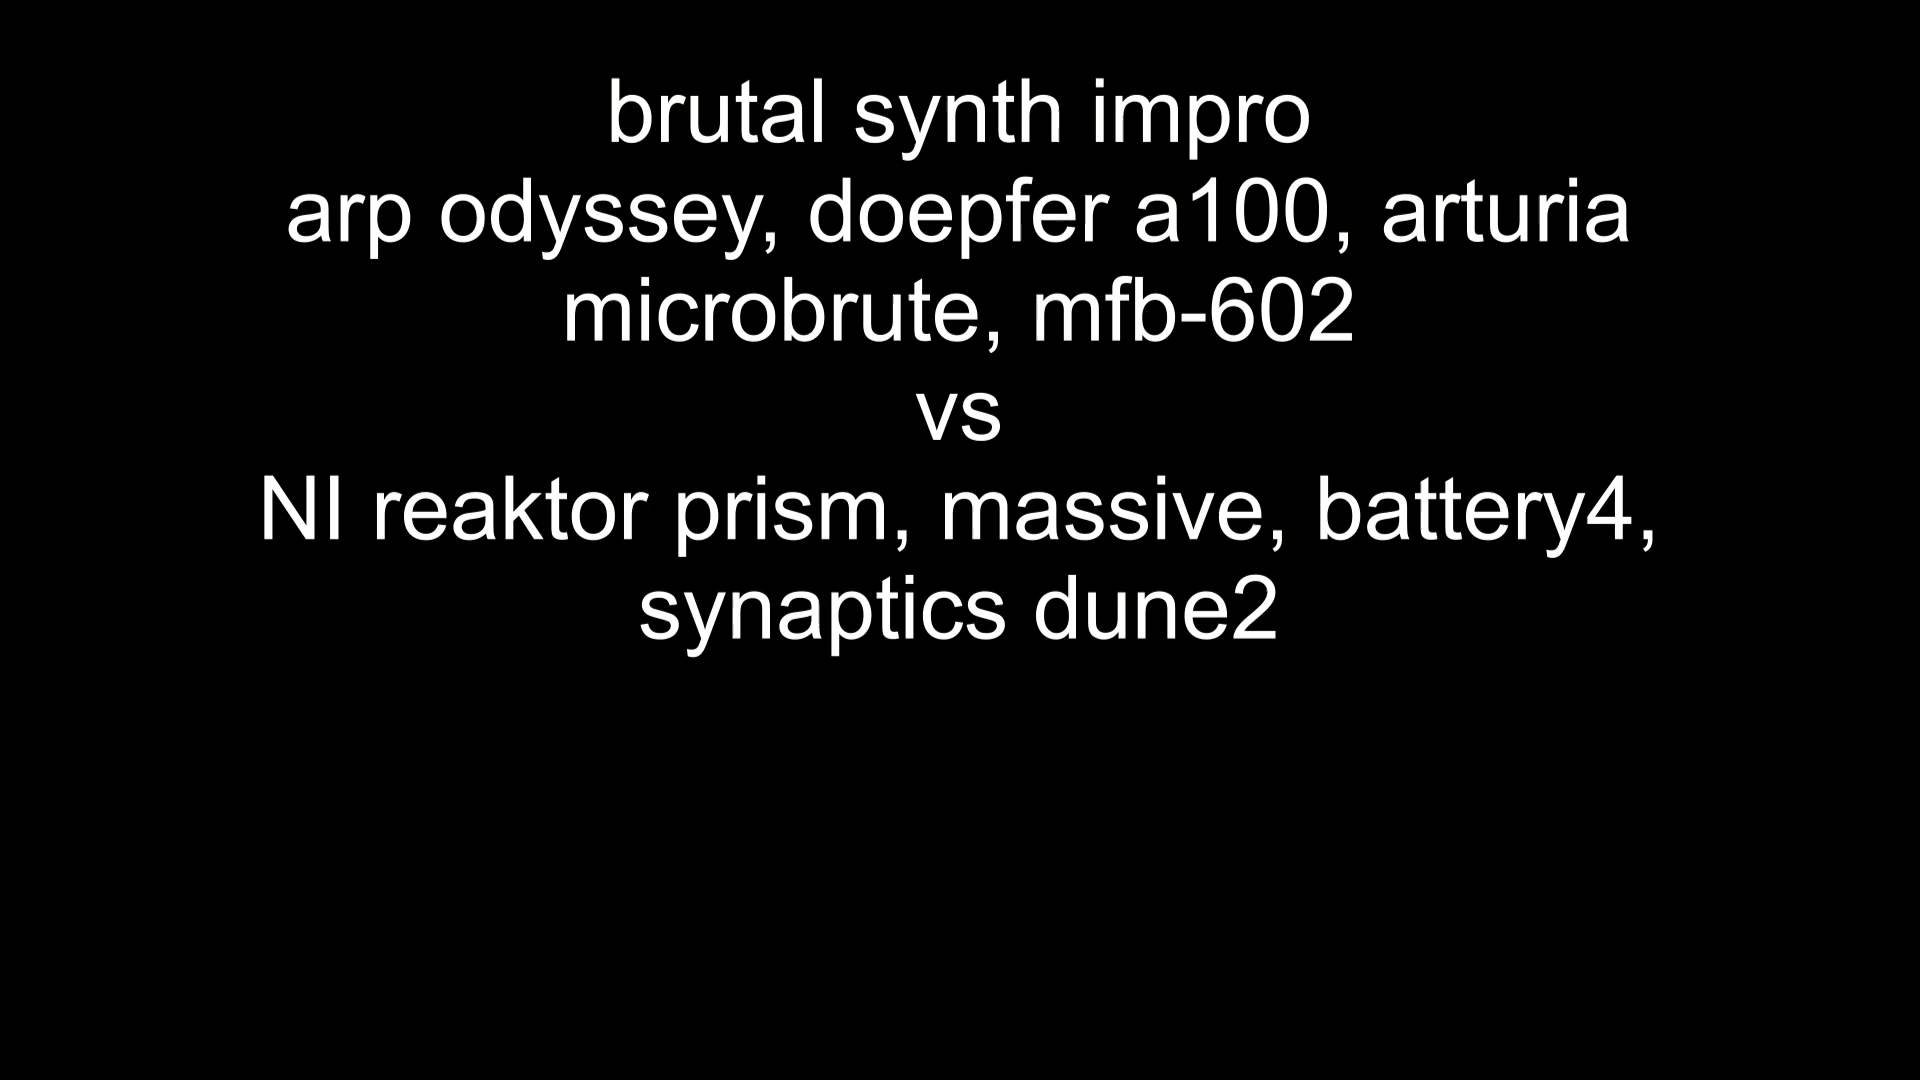 brutal synth impro
arp odyssey, doepfer a100, arturia
microbrute, mfb-602
vs
NI reaktor prism, massive, battery4,
synaptics dune2